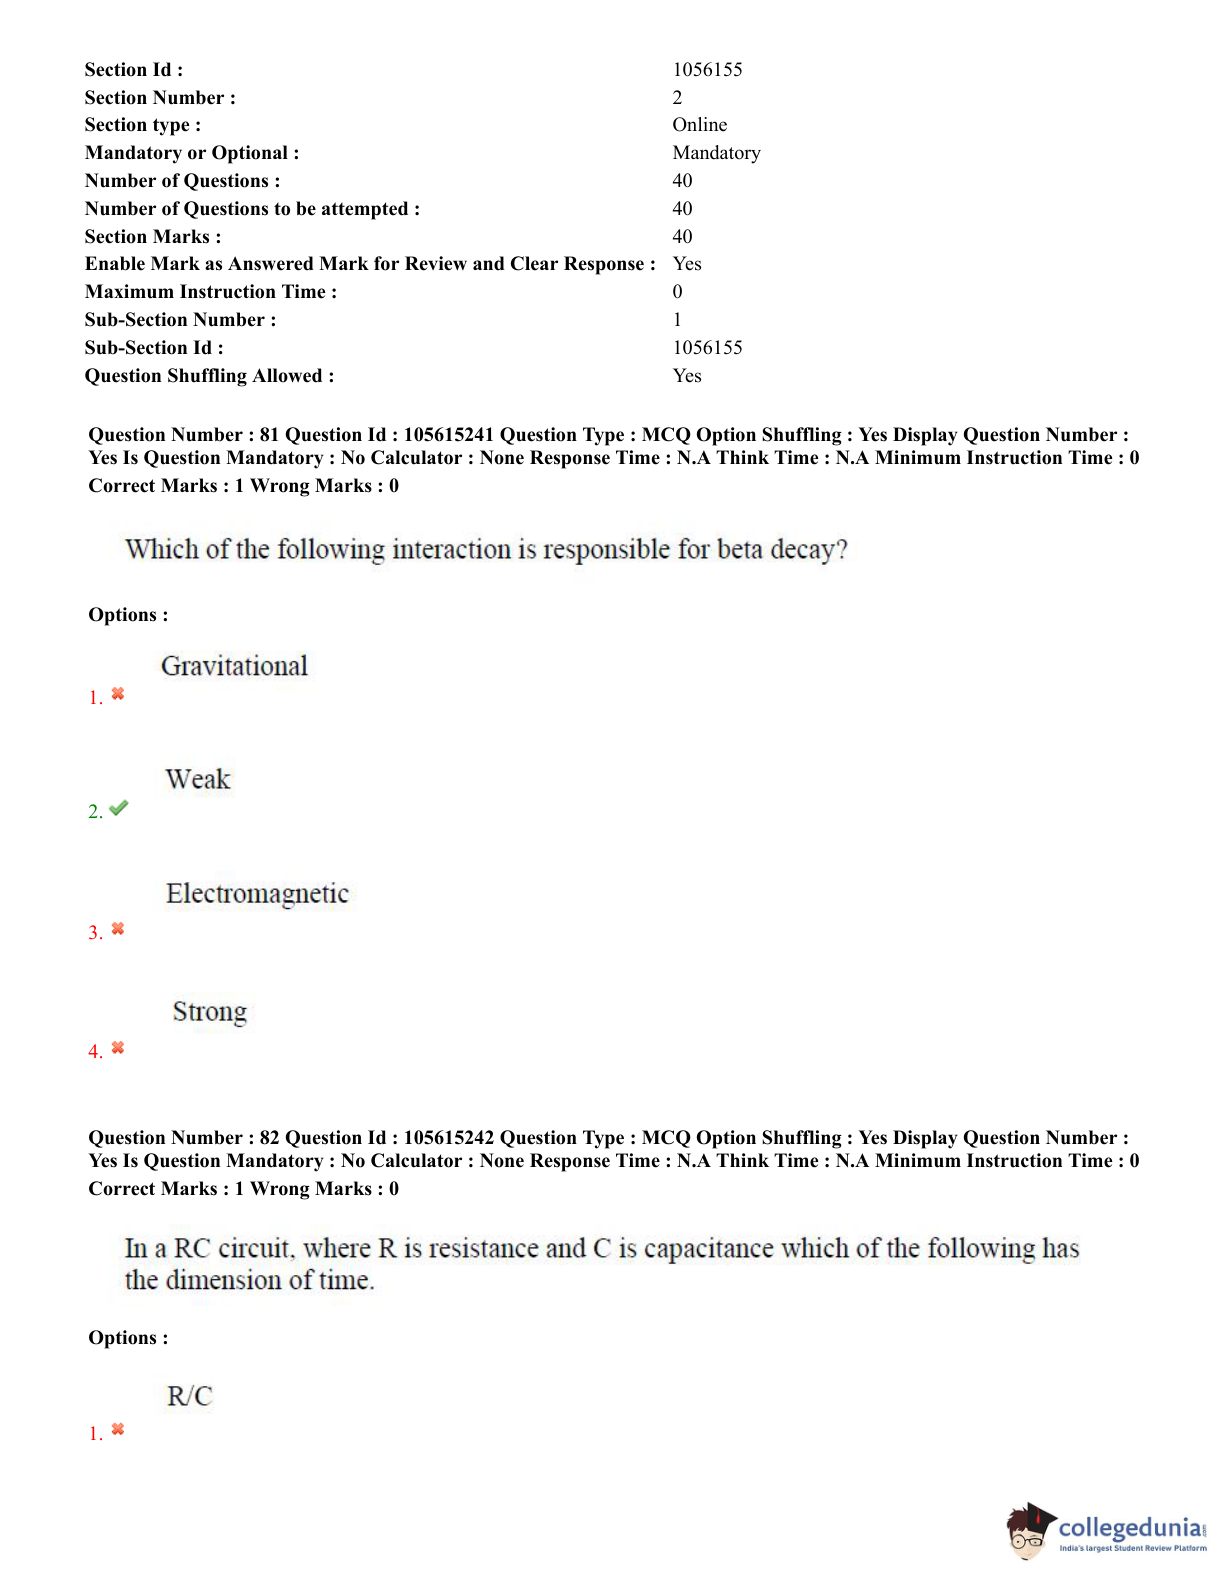 Section Id : 1056155
Section Number : 2
Section type : Online
Mandatory or Optional : Mandatory
Number of Questions : 40
Number of Questions to be attempted : 40
Section Marks : 40
Enable Mark as Answered Mark for Review and Clear Response : Yes
Maximum Instruction Time : 0
Sub-Section Number : 1
Sub-Section Id : 1056155
Question Shuffling Allowed : Yes
Question Number : 81 Question Id : 105615241 Question Type : MCQ Option Shuffling : Yes Display Question Number :
Yes Is Question Mandatory : No Calculator : None Response Time : N.A Think Time : N.A Minimum Instruction Time : 0
Correct Marks : 1 Wrong Marks : 0
Which of the following interaction is responsible for beta decay?
Options :
Gravitational
1.
Weak
2.
Electromagnetic
3.
Strong
4.
Question Number : 82 Question Id : 105615242 Question Type : MCQ Option Shuffling : Yes Display Question Number :
Yes Is Question Mandatory : No Calculator : None Response Time : N.A Think Time : N.A Minimum Instruction Time : 0
Correct Marks : 1 Wrong Marks : 0
In a RC circuit, where R is resistance and C is capacitance which of the following has
the dimension of time.
Options :
R/C
1.
collegedunia.com
India's largest Student Review Platform